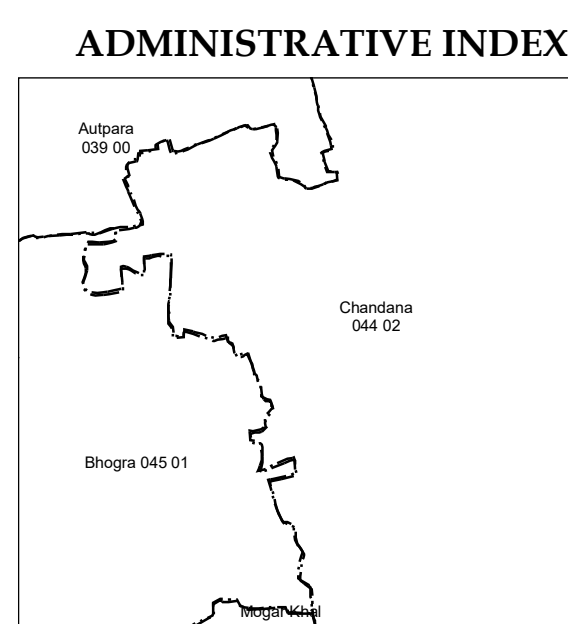 ADMINISTRATIVE INDEX
Autpara
039 00
Chandana
044 02
Bhogra 045 01
Mogar Khal